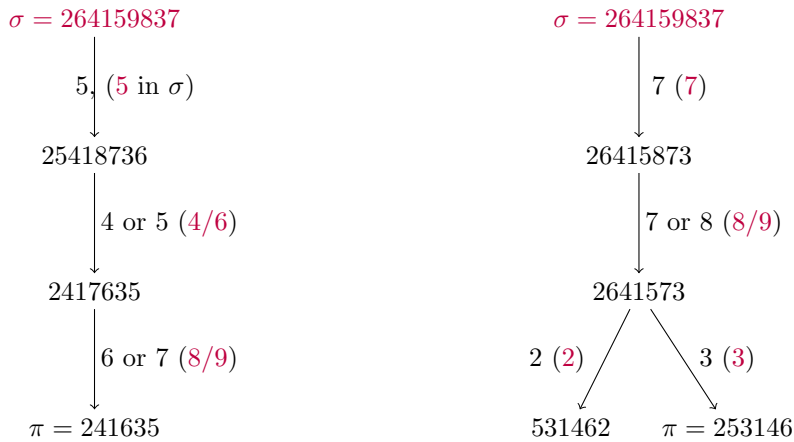 σ = 264159837
5, (5 in σ)
25418736
4 or 5 (4/6)
2417635
6 or 7 (8/9)
π = 241635
σ = 264159837
7 (7)
26415873
7 or 8 (8/9)
2641573
2 (2)
3 (3)
531462
π = 253146